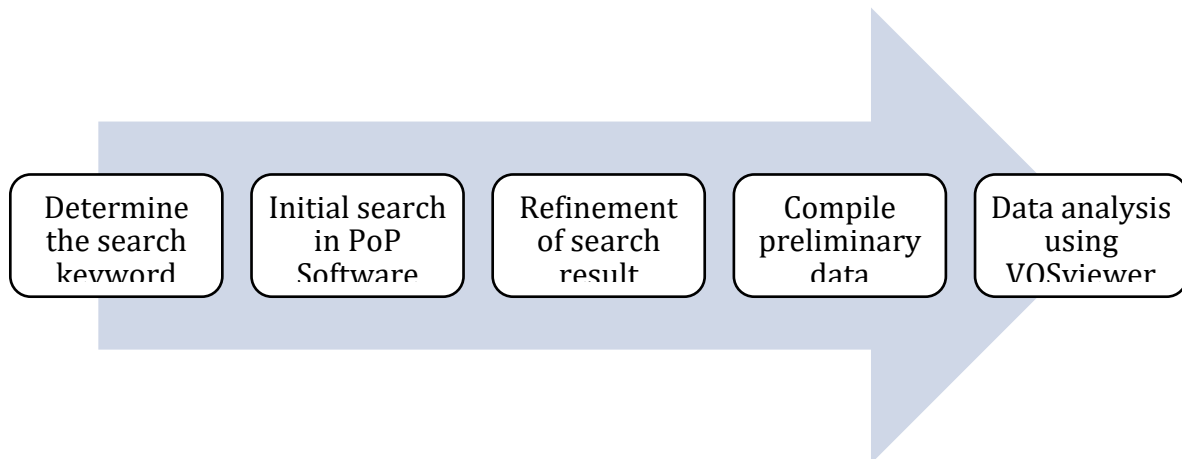 Determine
the search
keyword
Initial search
in PoP
Software
Refinement
of search
result
Compile
preliminary
data
Data analysis
using
VOSviewer